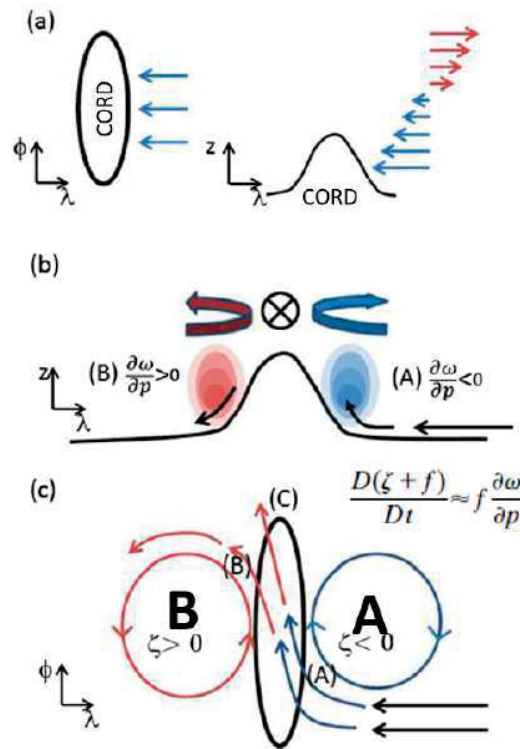 (a)
CORD
ϕ
λ
z
λ
CORD
(b)
(B) ∂ω/∂p>0
(A) ∂ω/∂p<0
z
λ
(c)
D(ζ + f)/Dt ≈ f ∂ω/∂p
(C)
(B)
B
ζ> 0
A
ζ< 0
(A)
ϕ
λ